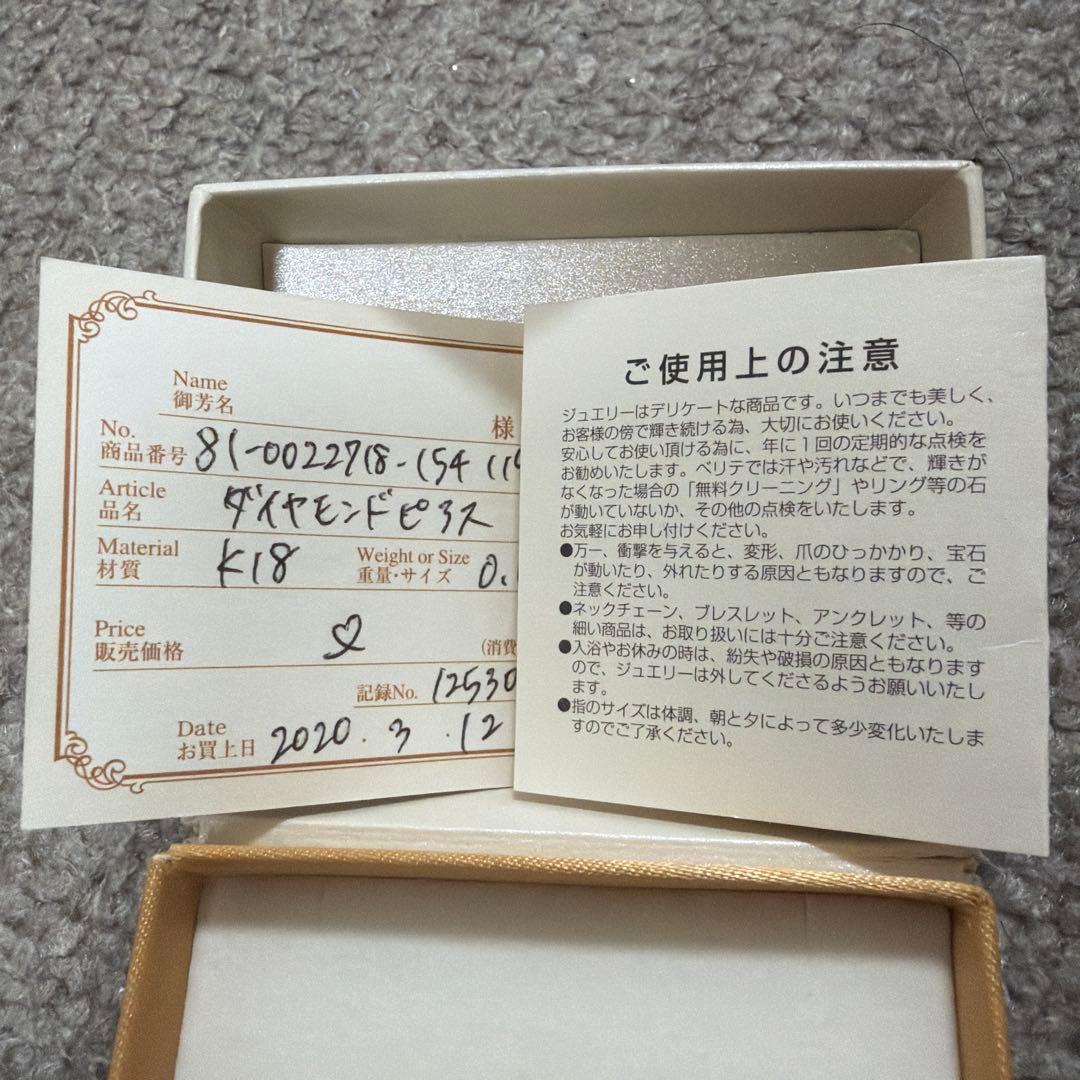 Name
御芳名
様
No.
商品番号 81-0022718-154 11
Article
品名 ダイヤモンドピアス
Material
材質 K18
Weight or Size
重量・サイズ 0.
Price
販売価格 ♡
(消費
記録No. 12530
Date
お買上日 2020.3.12
ご使用上の注意
ジュエリーはデリケートな商品です。いつまでも美しく、
お客様の傍で輝き続ける為、大切にお使いください。
安心してお使い頂ける為に、年に1回の定期的な点検を
お勧めいたします。ベリテでは汗や汚れなどで、輝きが
なくなった場合の「無料クリーニング」やリング等の石
が動いていないか、その他の点検をいたします。
お気軽にお申し付けください。
●万一、衝撃を与えると、変形、爪のひっかかり、宝石
が動いたり、外れたりする原因ともなりますので、ご
注意ください。
●ネックチェーン、ブレスレット、アンクレット、等の
細い商品は、お取り扱いには十分ご注意ください。
●入浴やお休みの時は、紛失や破損の原因ともなります
ので、ジュエリーは外してくださるようお願いいたし
ます。
●指のサイズは体調、朝と夕によって多少変化いたしま
すのでご了承ください。